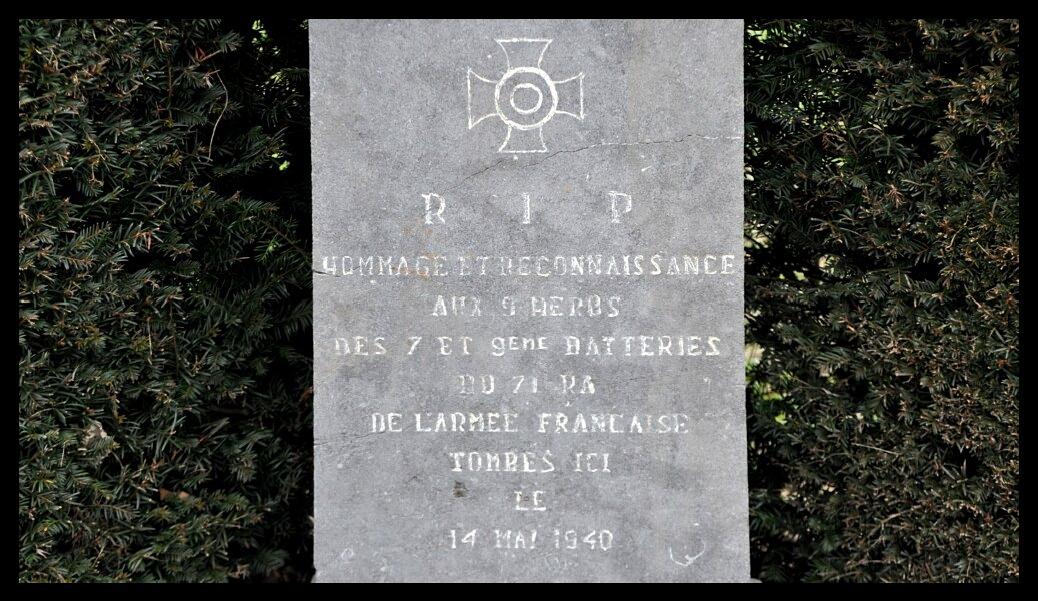 R I P
HOMMAGE ET RECONNAISSANCE
AUX 9 HEROS
DES 7 ET 9EME BATTERIES
DU 71 RA
DE L'ARMEE FRANCAISE
TOMBES ICI
LE
14 MAI 1940